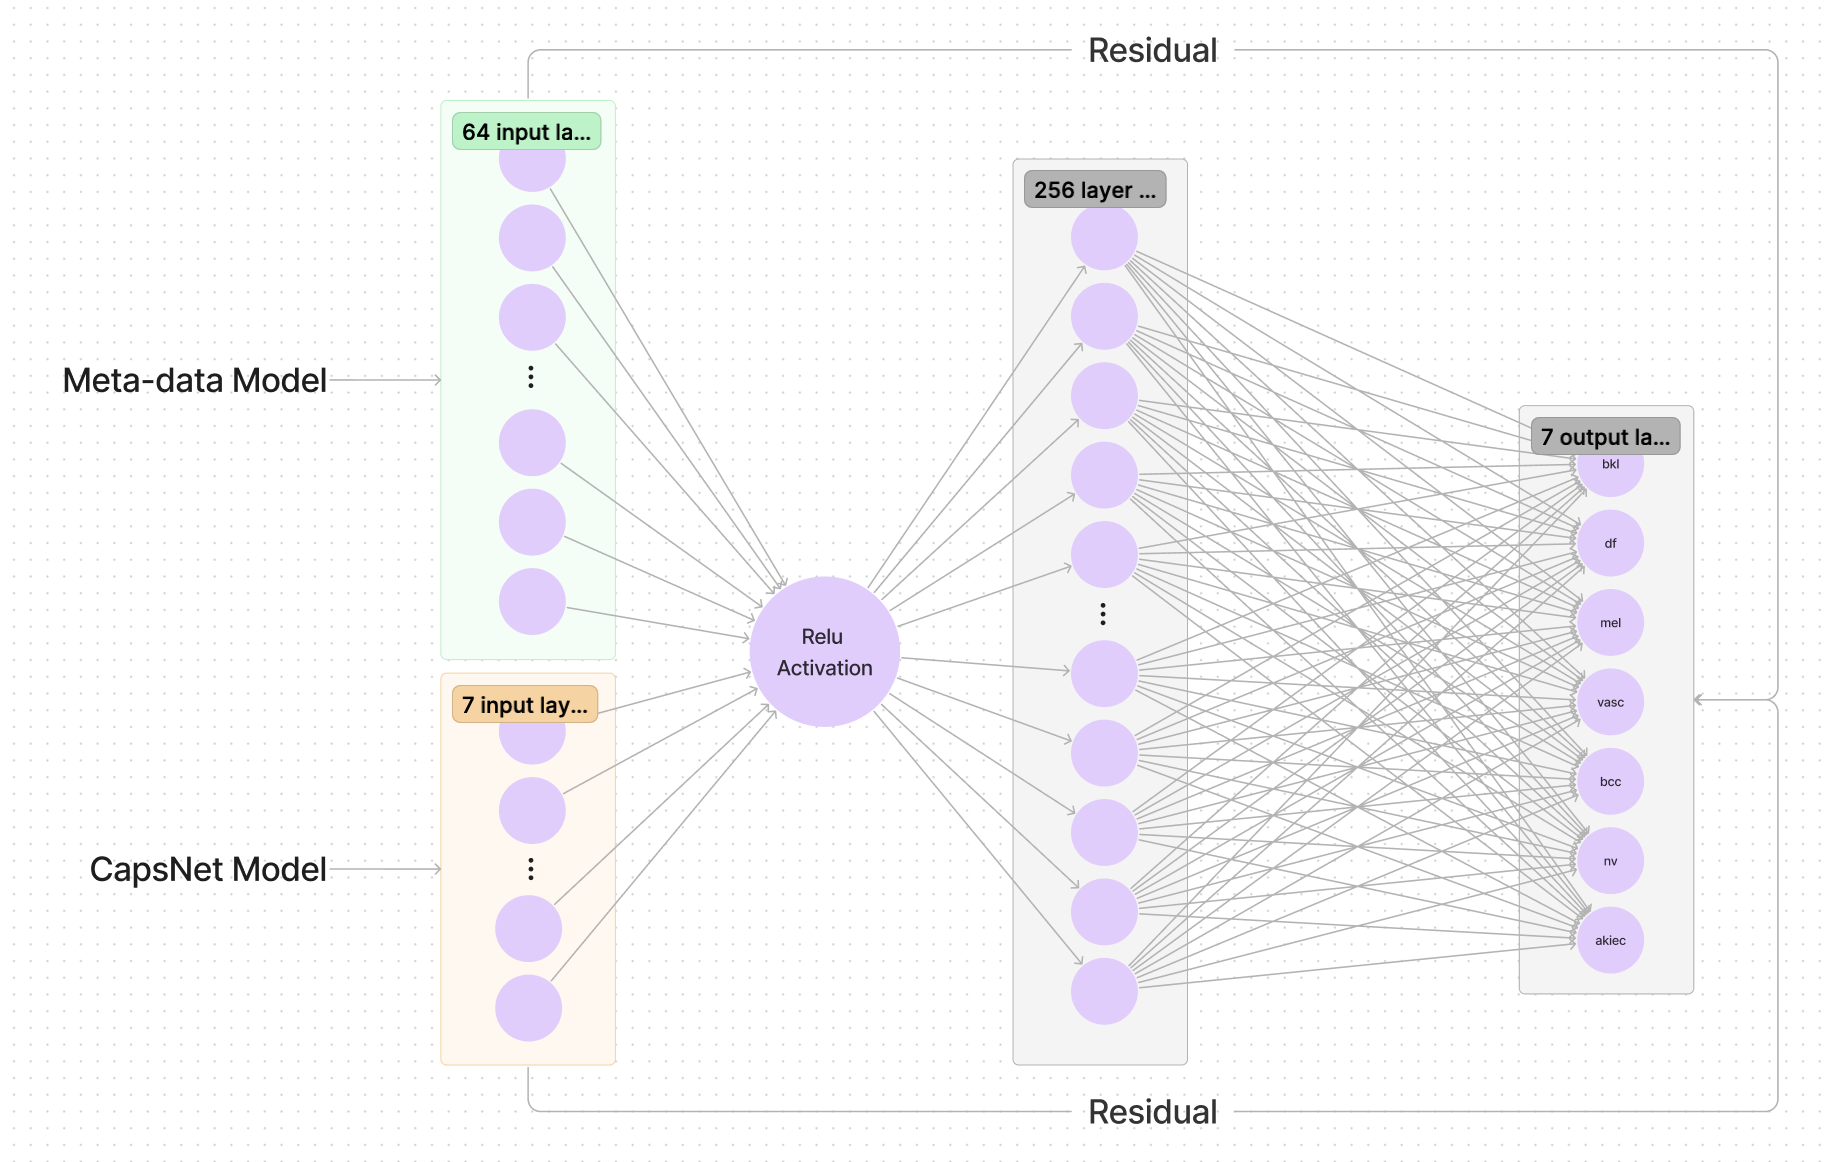 Residual
64 input la...
256 layer ...
Meta-data Model
7 output la...
bkl
df
mel
vasc
bcc
nv
akiec
Relu
Activation
7 input lay...
CapsNet Model
Residual